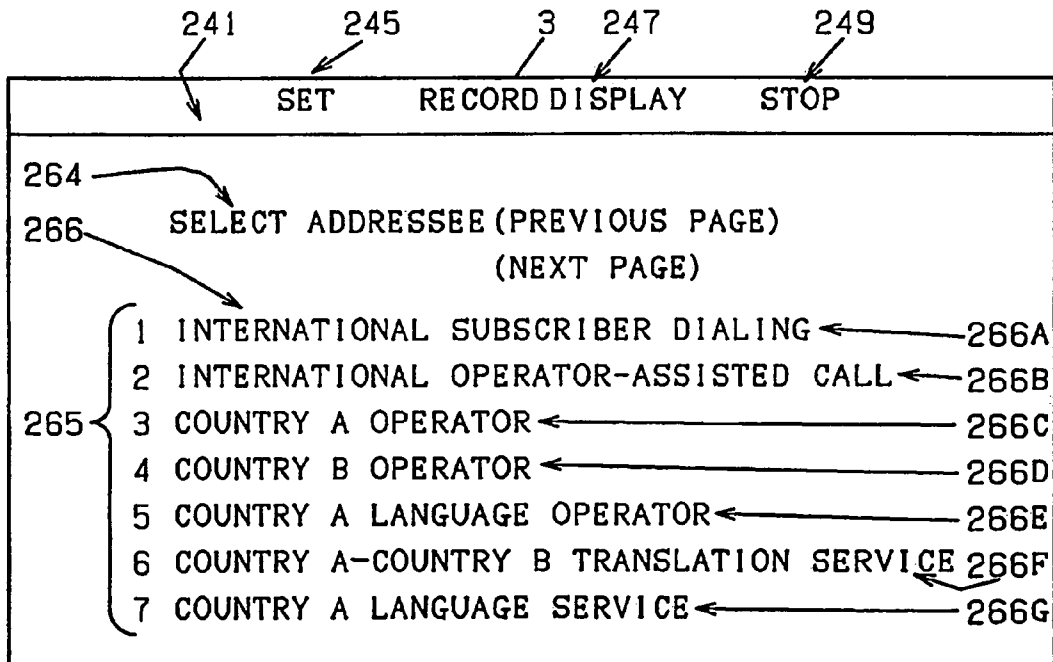 241 245 3 247 249
SET RECORD DISPLAY STOP
264
SELECT ADDRESSEE (PREVIOUS PAGE)
266
(NEXT PAGE)
1 INTERNATIONAL SUBSCRIBER DIALING 266A
2 INTERNATIONAL OPERATOR-ASSISTED CALL 266B
265 3 COUNTRY A OPERATOR 266C
4 COUNTRY B OPERATOR 266D
5 COUNTRY A LANGUAGE OPERATOR 266E
6 COUNTRY A-COUNTRY B TRANSLATION SERVICE 266F
7 COUNTRY A LANGUAGE SERVICE 266G